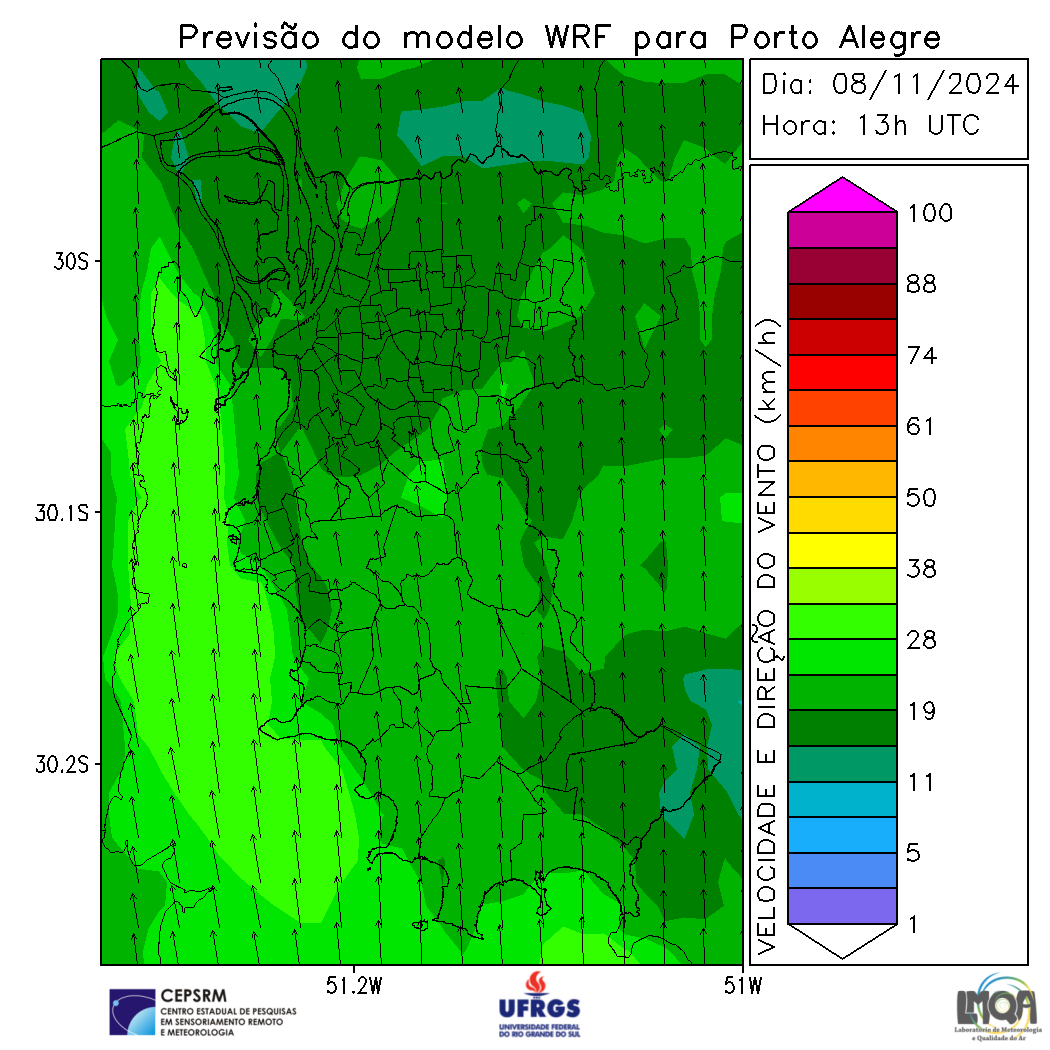 Previsão do modelo WRF para Porto Alegre
Dia: 08/11/2024
Hora: 13h UTC
30S
30.1S
30.2S
51.2W
51W
VELOCIDADE E DIREÇÃO DO VENTO (km/h)
100
88
74
61
50
38
28
19
11
5
1
CEPSRM
CENTRO ESTADUAL DE PESQUISAS
EM SENSORIAMENTO REMOTO
E METEOROLOGIA
UFRGS
UNIVERSIDADE FEDERAL
DO RIO GRANDE DO SUL
LMQA
Laboratório de Meteorologia
e Qualidade do Ar